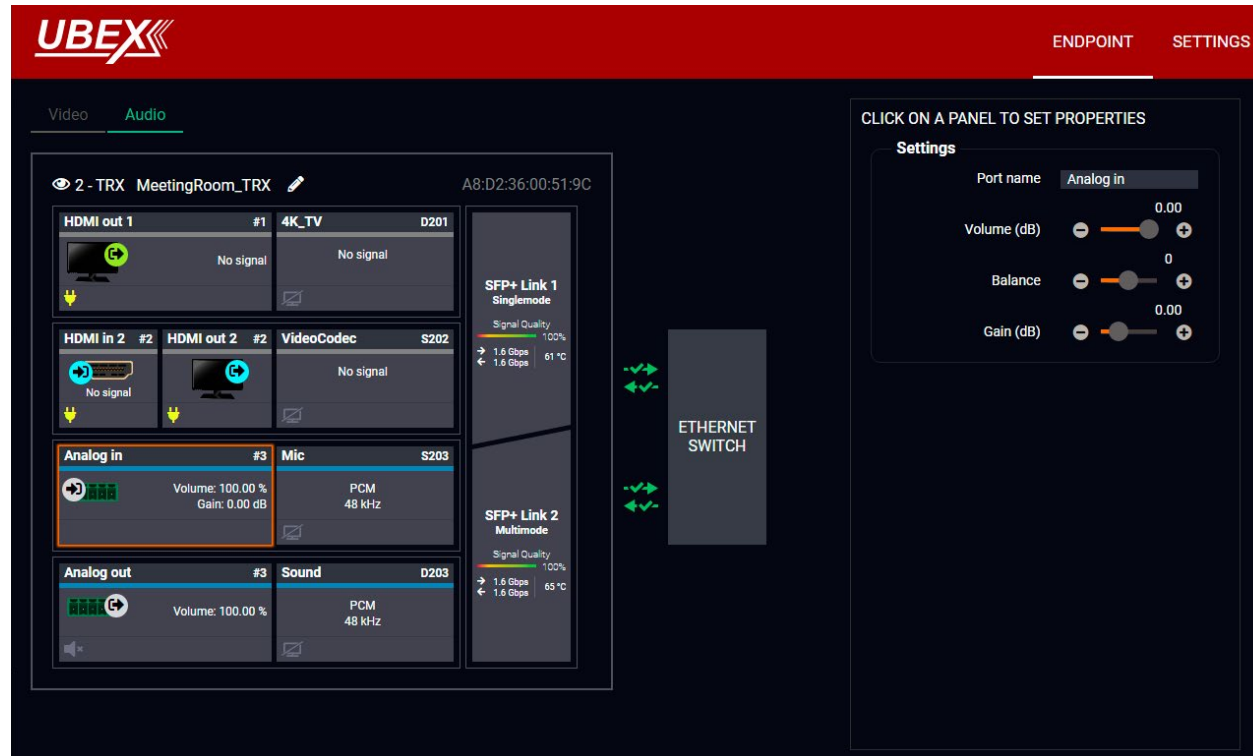 UBEX
ENDPOINT SETTINGS
Video Audio
2 - TRX MeetingRoom_TRX A8:D2:36:00:51:9C
HDMI out 1 #1 4K_TV D201
No signal No signal
HDMI in 2 #2 HDMI out 2 #2 VideoCodec S202
No signal No signal
Analog in #3 Mic S203
Volume: 100.00 % PCM
Gain: 0.00 dB 48 kHz
Analog out #3 Sound D203
Volume: 100.00 % PCM
48 kHz
SFP+ Link 1
Singlemode
Signal Quality
100%
1.6 Gbps 61 °C
1.6 Gbps
SFP+ Link 2
Multimode
Signal Quality
100%
1.6 Gbps 65 °C
1.6 Gbps
ETHERNET
SWITCH
CLICK ON A PANEL TO SET PROPERTIES
Settings
Port name Analog in
0.00
Volume (dB)
0
Balance
0.00
Gain (dB)